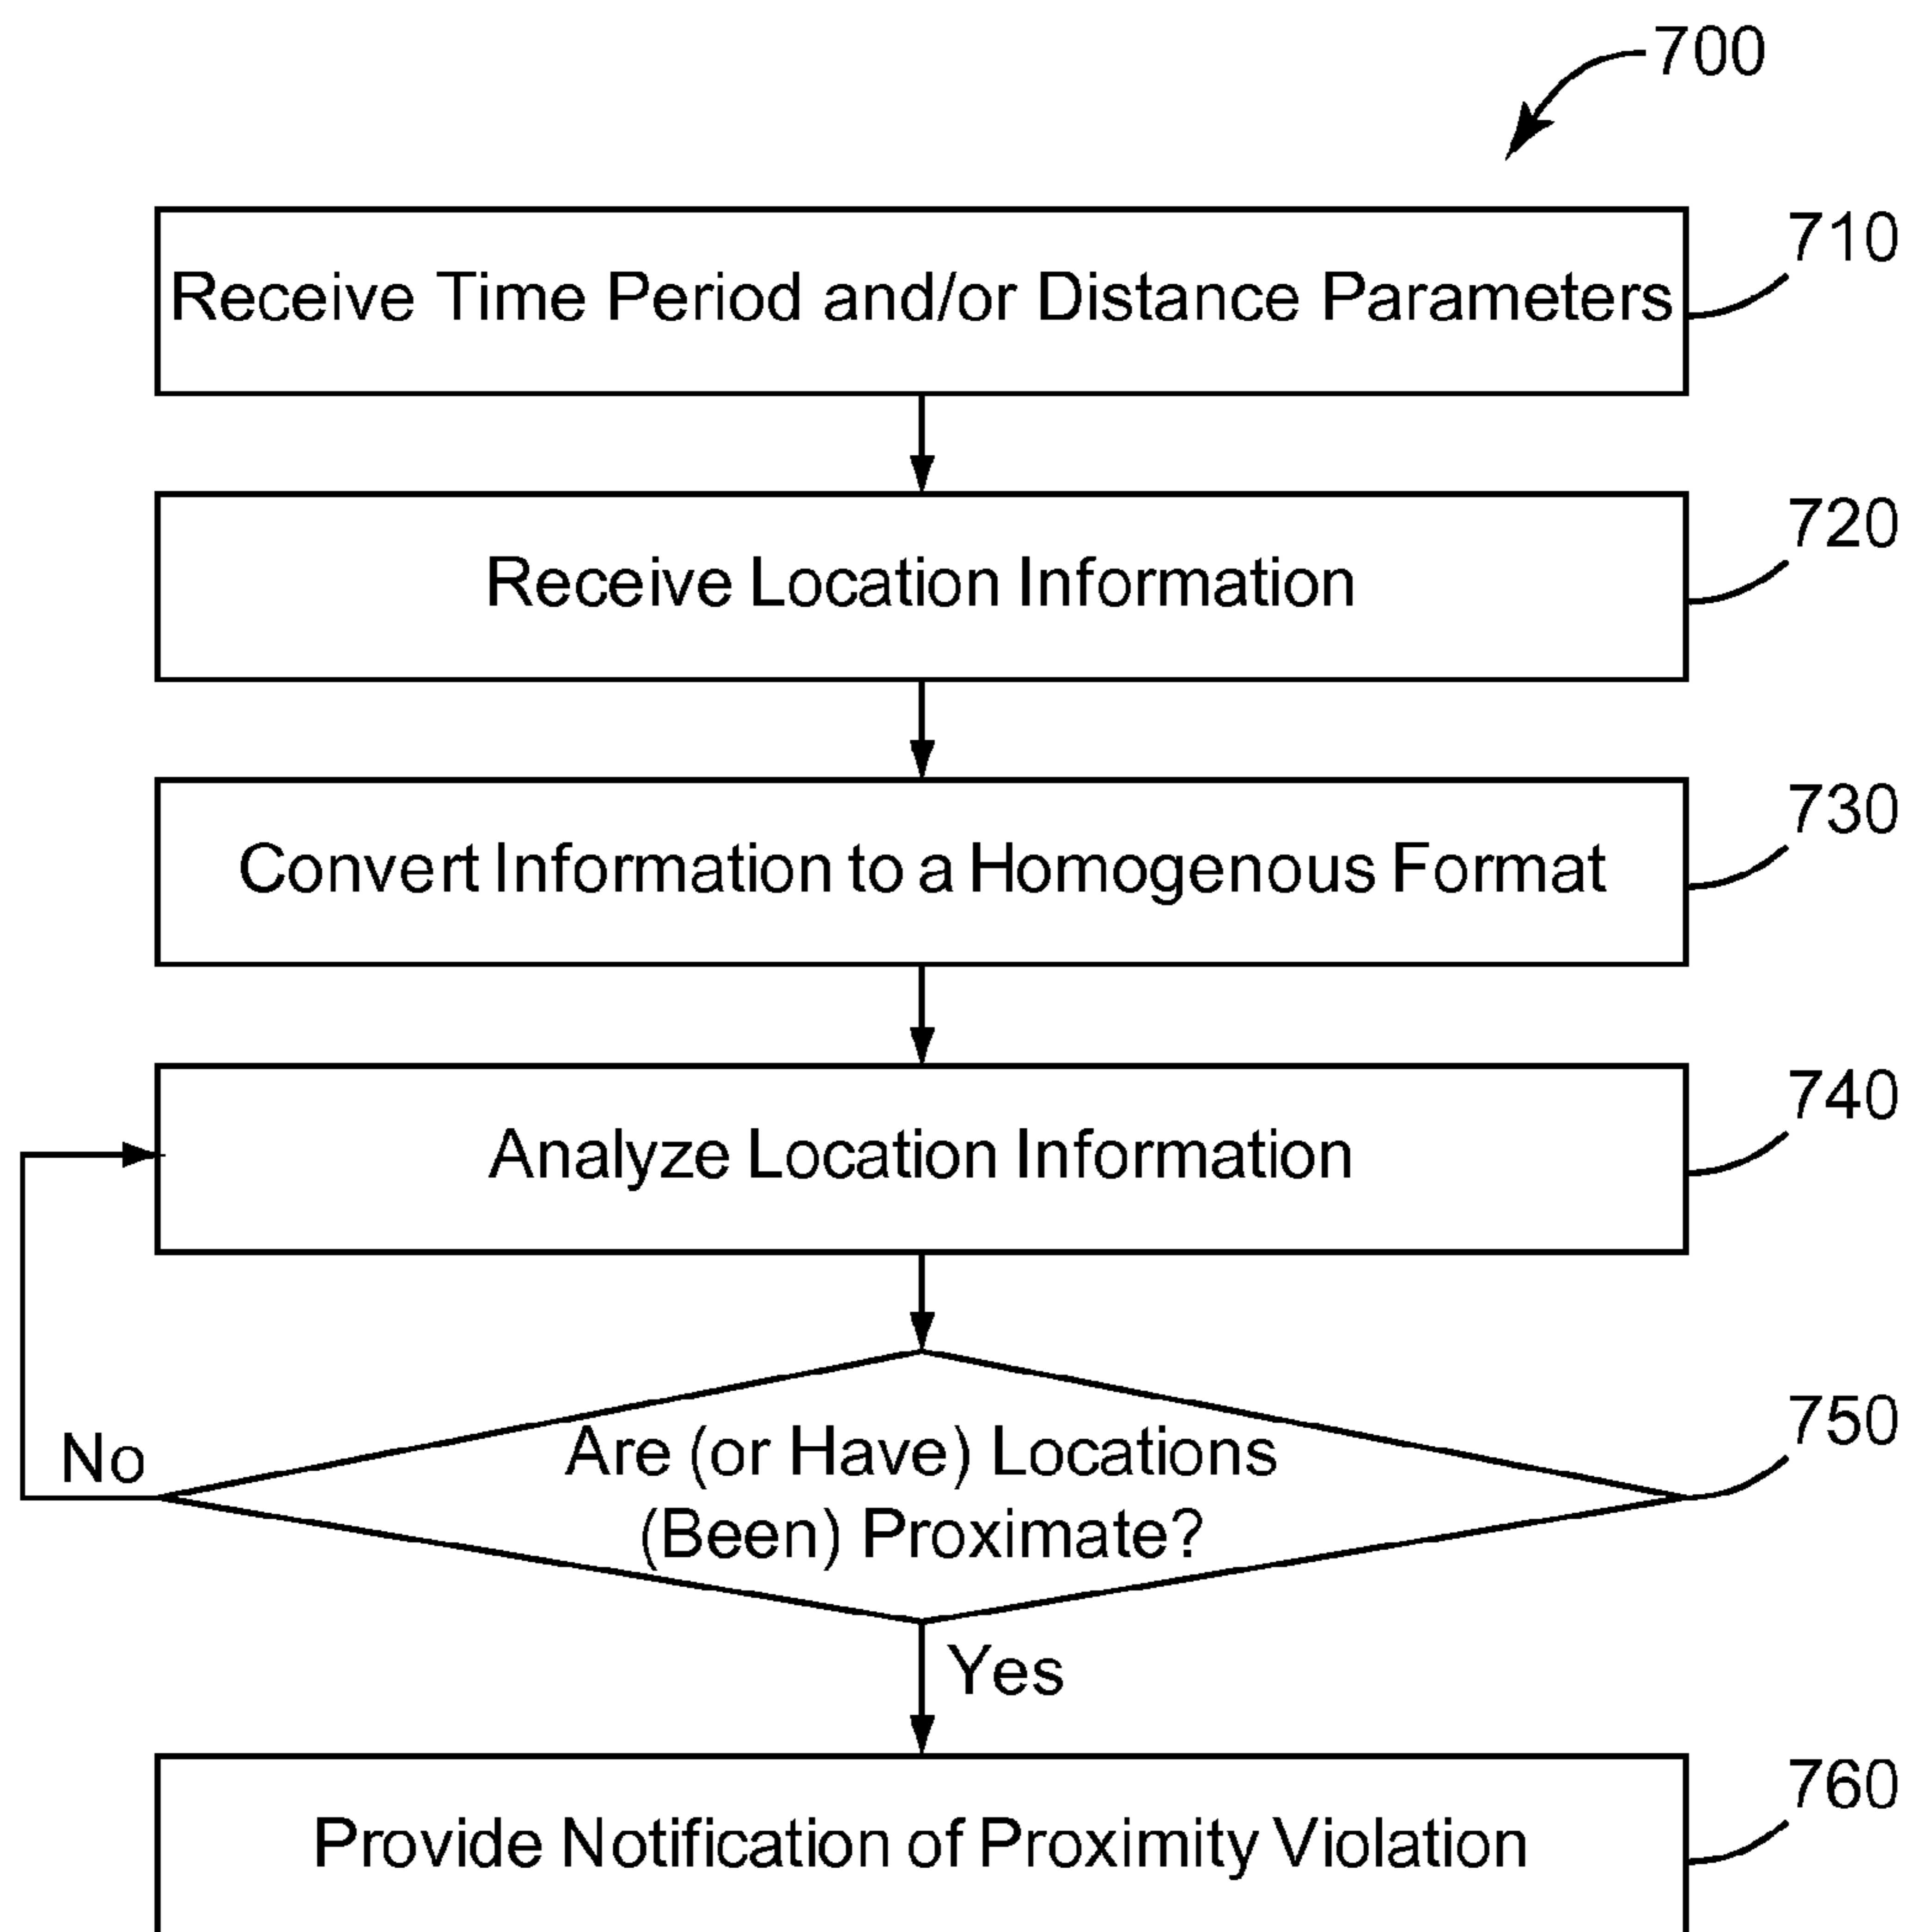 700
Receive Time Period and/or Distance Parameters
710
Receive Location Information
720
Convert Information to a Homogenous Format
730
Analyze Location Information
740
Are (or Have) Locations
(Been) Proximate?
750
No
Yes
Provide Notification of Proximity Violation
760